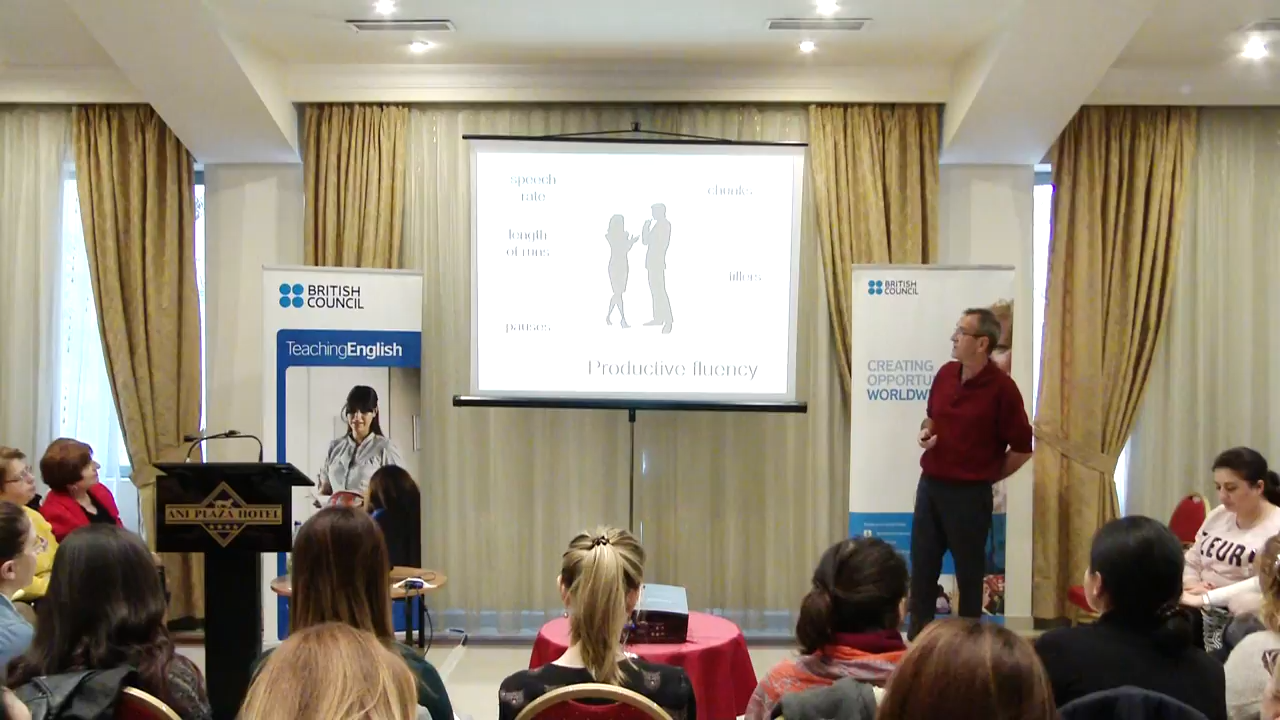 speech
rate
chunks
length
of runs
fillers
pauses
Productive fluency
BRITISH
COUNCIL
TeachingEnglish
ANI PLAZA HOTEL
BRITISH
COUNCIL
CREATING
OPPORTU
WORLDW
FLEUR